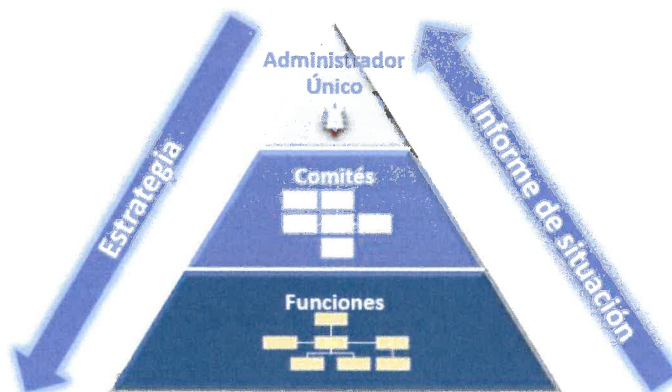 Administrador
Único
Estrategia
Informe de situación
Comités
Funciones